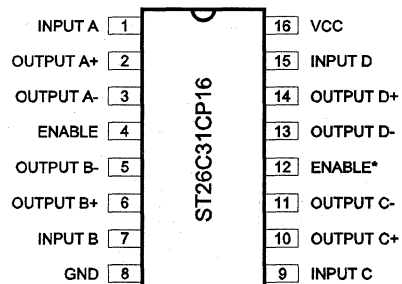 INPUT A 1 16 VCC
OUTPUT A+ 2 15 INPUT D
OUTPUT A- 3 14 OUTPUT D+
ENABLE 4 13 OUTPUT D-
OUTPUT B- 5 12 ENABLE*
OUTPUT B+ 6 11 OUTPUT C-
INPUT B 7 10 OUTPUT C+
GND 8 9 INPUT C
ST26C31CP16